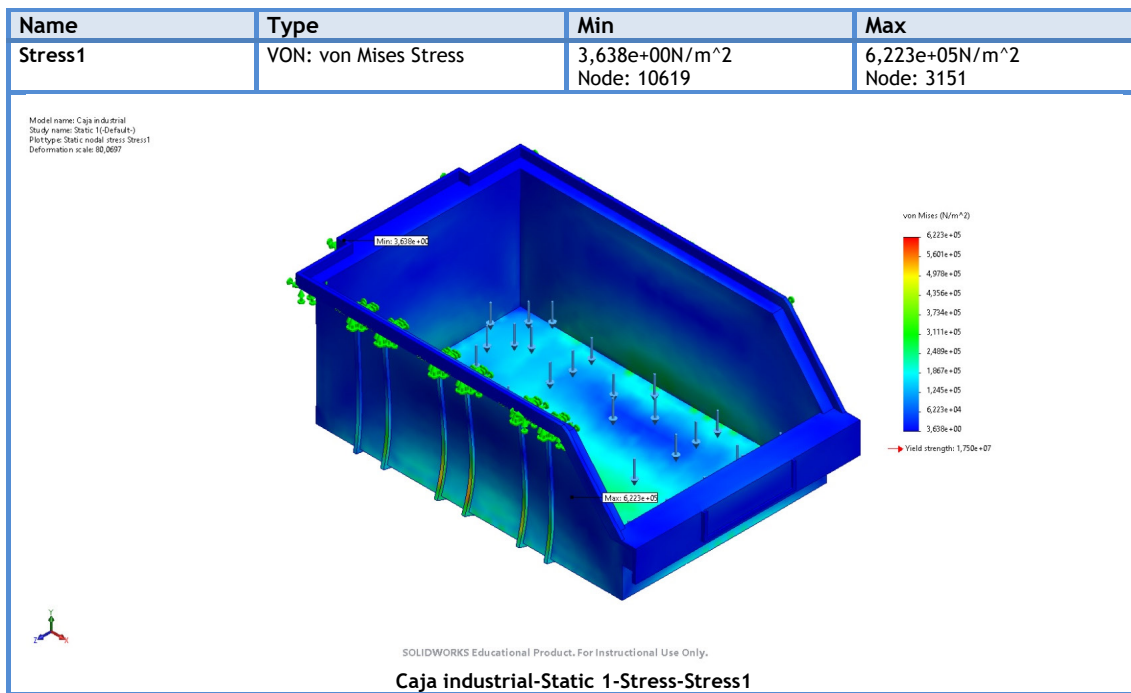 Name Type Min Max
Stress1 VON: von Mises Stress 3,638e+00N/m^2 6,223e+05N/m^2
Node: 10619 Node: 3151
Model name: Caja industrial
Study name: Static 1(-Default-)
Plot type: Static nodal stress Stress1
Deformation scale: 80,0697
von Mises (N/m^2)
6,223e+05
5,601e+05
4,978e+05
4,356e+05
3,734e+05
3,111e+05
2,489e+05
1,867e+05
1,245e+05
6,223e+04
3,638e+00
Yield strength: 1,750e+07
Min: 3,638e+00
Max: 6,223e+05
Y
Z
X
SOLIDWORKS Educational Product. For Instructional Use Only.
Caja industrial-Static 1-Stress-Stress1